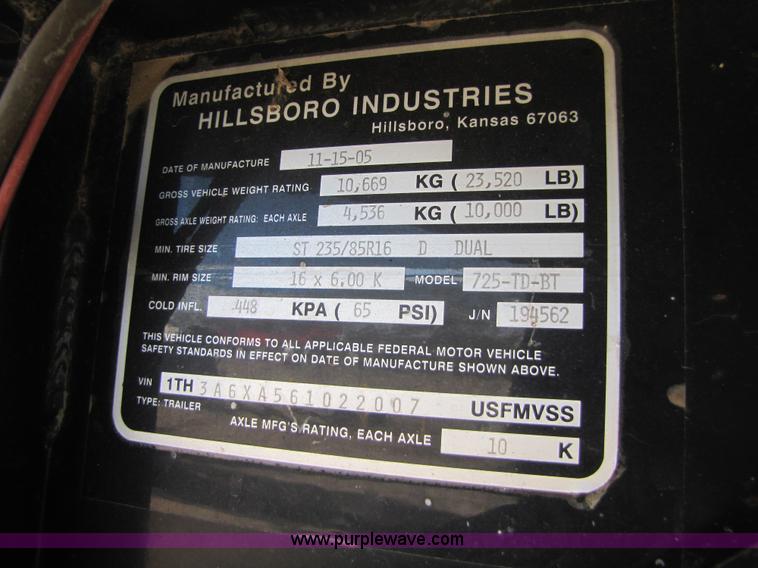 Manufactured By
HILLSBORO INDUSTRIES
Hillsboro, Kansas 67063
DATE OF MANUFACTURE 11-15-05
GROSS VEHICLE WEIGHT RATING 10,669 KG ( 23,520 LB)
GROSS AXLE WEIGHT RATING: EACH AXLE 4,536 KG ( 10,000 LB)
MIN. TIRE SIZE ST 235/85R16 D DUAL
MIN. RIM SIZE 16 x 6.00 K MODEL 725-TD-BT
COLD INFL. 448 KPA ( 65 PSI) J/N 194562
THIS VEHICLE CONFORMS TO ALL APPLICABLE FEDERAL MOTOR VEHICLE
SAFETY STANDARDS IN EFFECT ON DATE OF MANUFACTURE SHOWN ABOVE.
VIN 1TH3A6XA561022007 USFMVSS
TYPE: TRAILER
AXLE MFG'S RATING, EACH AXLE 10 K
www.purplewave.com